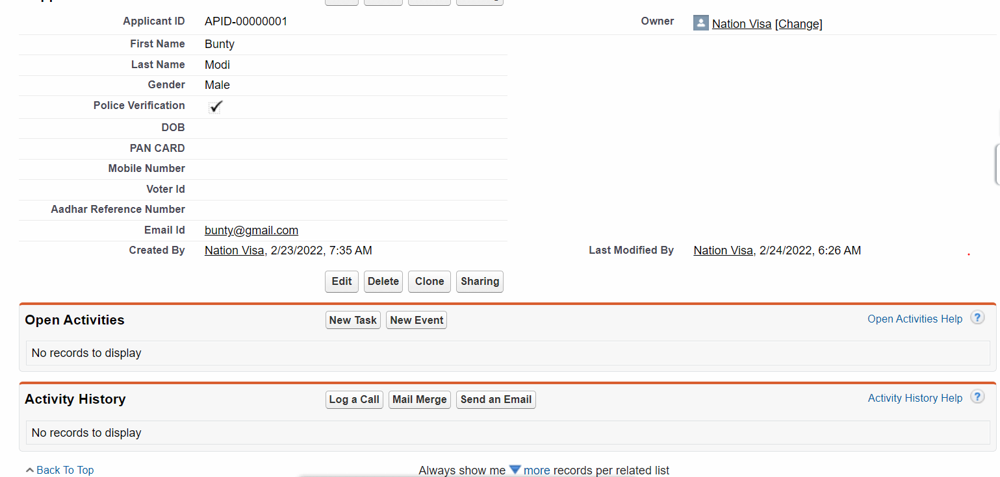 Applicant ID APID-00000001 Owner Nation Visa [Change]
First Name Bunty
Last Name Modi
Gender Male
Police Verification
DOB
PAN CARD
Mobile Number
Voter Id
Aadhar Reference Number
Email Id bunty@gmail.com
Created By Nation Visa, 2/23/2022, 7:35 AM Last Modified By Nation Visa, 2/24/2022, 6:26 AM
Edit Delete Clone Sharing
Open Activities New Task New Event Open Activities Help ?
No records to display
Activity History Log a Call Mail Merge Send an Email Activity History Help ?
No records to display
Back To Top Always show me more records per related list